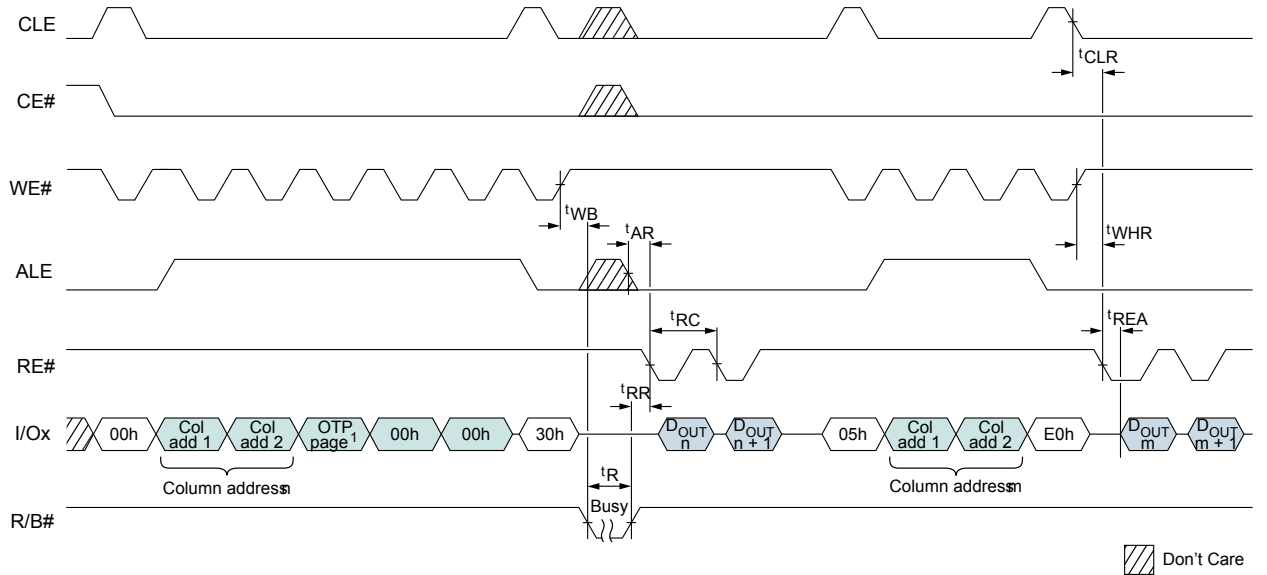 CLE
tCLR
CE#
WE#
tWB
tAR
tWHR
ALE
tRC
tREA
RE#
tRR
I/Ox
00h
Col add 1
Col add 2
OTP page1
00h
00h
30h
DOUT n
DOUT n + 1
05h
Col add 1
Col add 2
E0h
DOUT m
DOUT m + 1
Column address n
tR
Column address m
R/B#
Busy
Don't Care